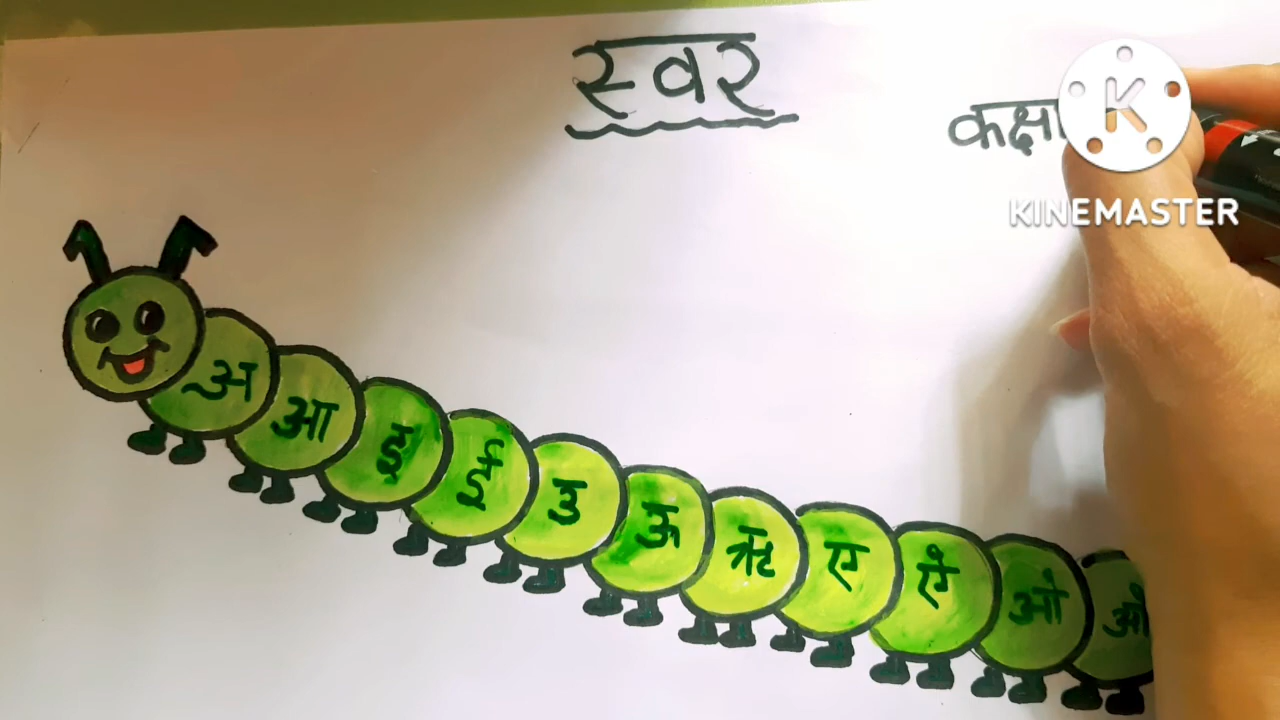 स्वर
कक्षा
K
KINEMASTER
अ आ इ ई उ ऊ ऋ ए ऐ ओ